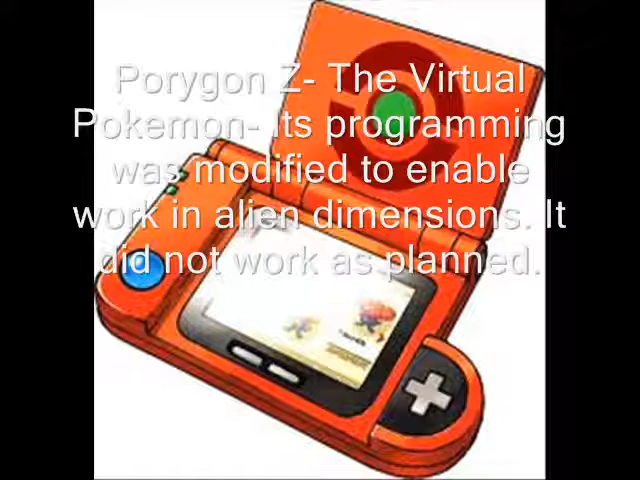 Porygon Z- The Virtual
Pokemon- Its programming
was modified to enable
work in alien dimensions. It
did not work as planned.